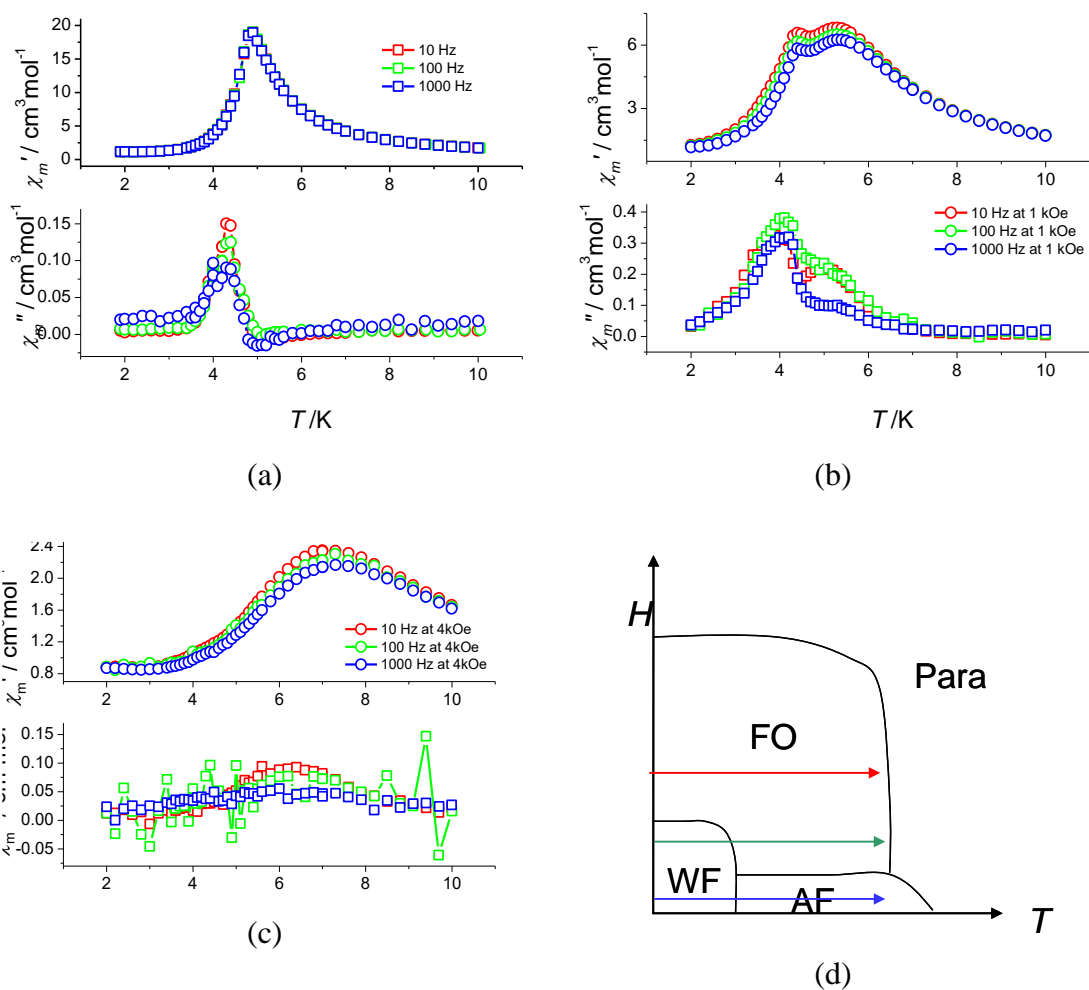 20
15
10
5
0
χm' / cm³mol⁻¹
10 Hz
100 Hz
1000 Hz
2 4 6 8 10
0.15
0.10
0.05
0.00
χm'' / cm³mol⁻¹
2 4 6 8 10
T /K
(a)
6
3
χm' / cm³mol⁻¹
2 4 6 8 10
0.4
0.3
0.2
0.1
0.0
χm'' / cm³mol⁻¹
10 Hz at 1 kOe
100 Hz at 1 kOe
1000 Hz at 1 kOe
2 4 6 8 10
T /K
(b)
2.4
2.0
1.6
1.2
0.8
χm' / cm³mol
10 Hz at 4kOe
100 Hz at 4kOe
1000 Hz at 4kOe
2 4 6 8 10
0.15
0.10
0.05
0.00
-0.05
2 4 6 8 10
(c)
H
Para
FO
WF
AF
T
(d)